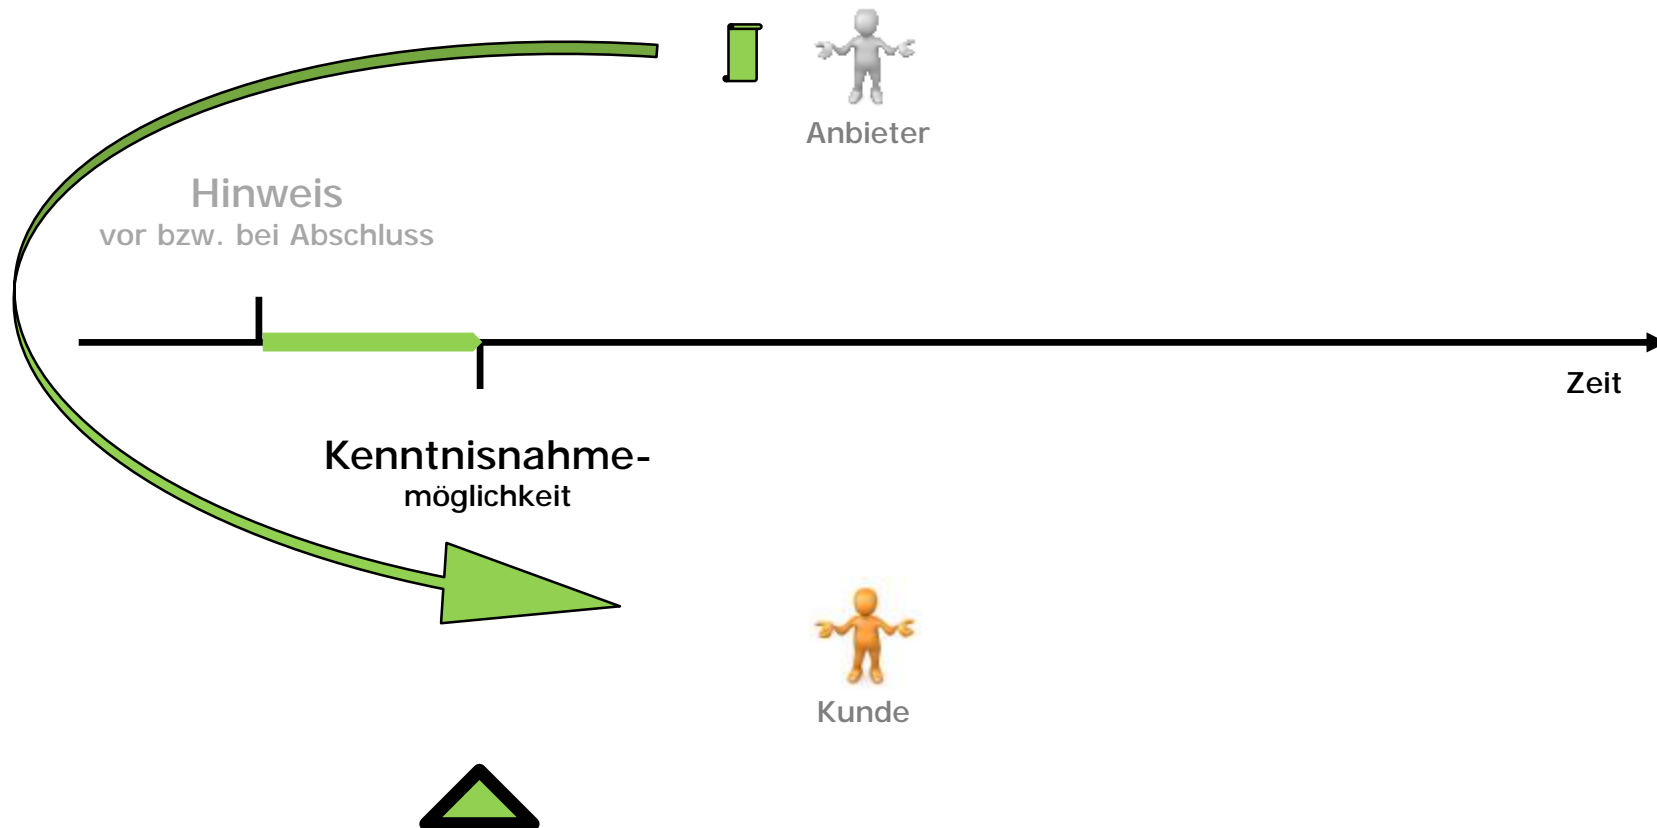 Anbieter
Hinweis
vor bzw. bei Abschluss
Zeit
Kenntnisnahme-
möglichkeit
Kunde